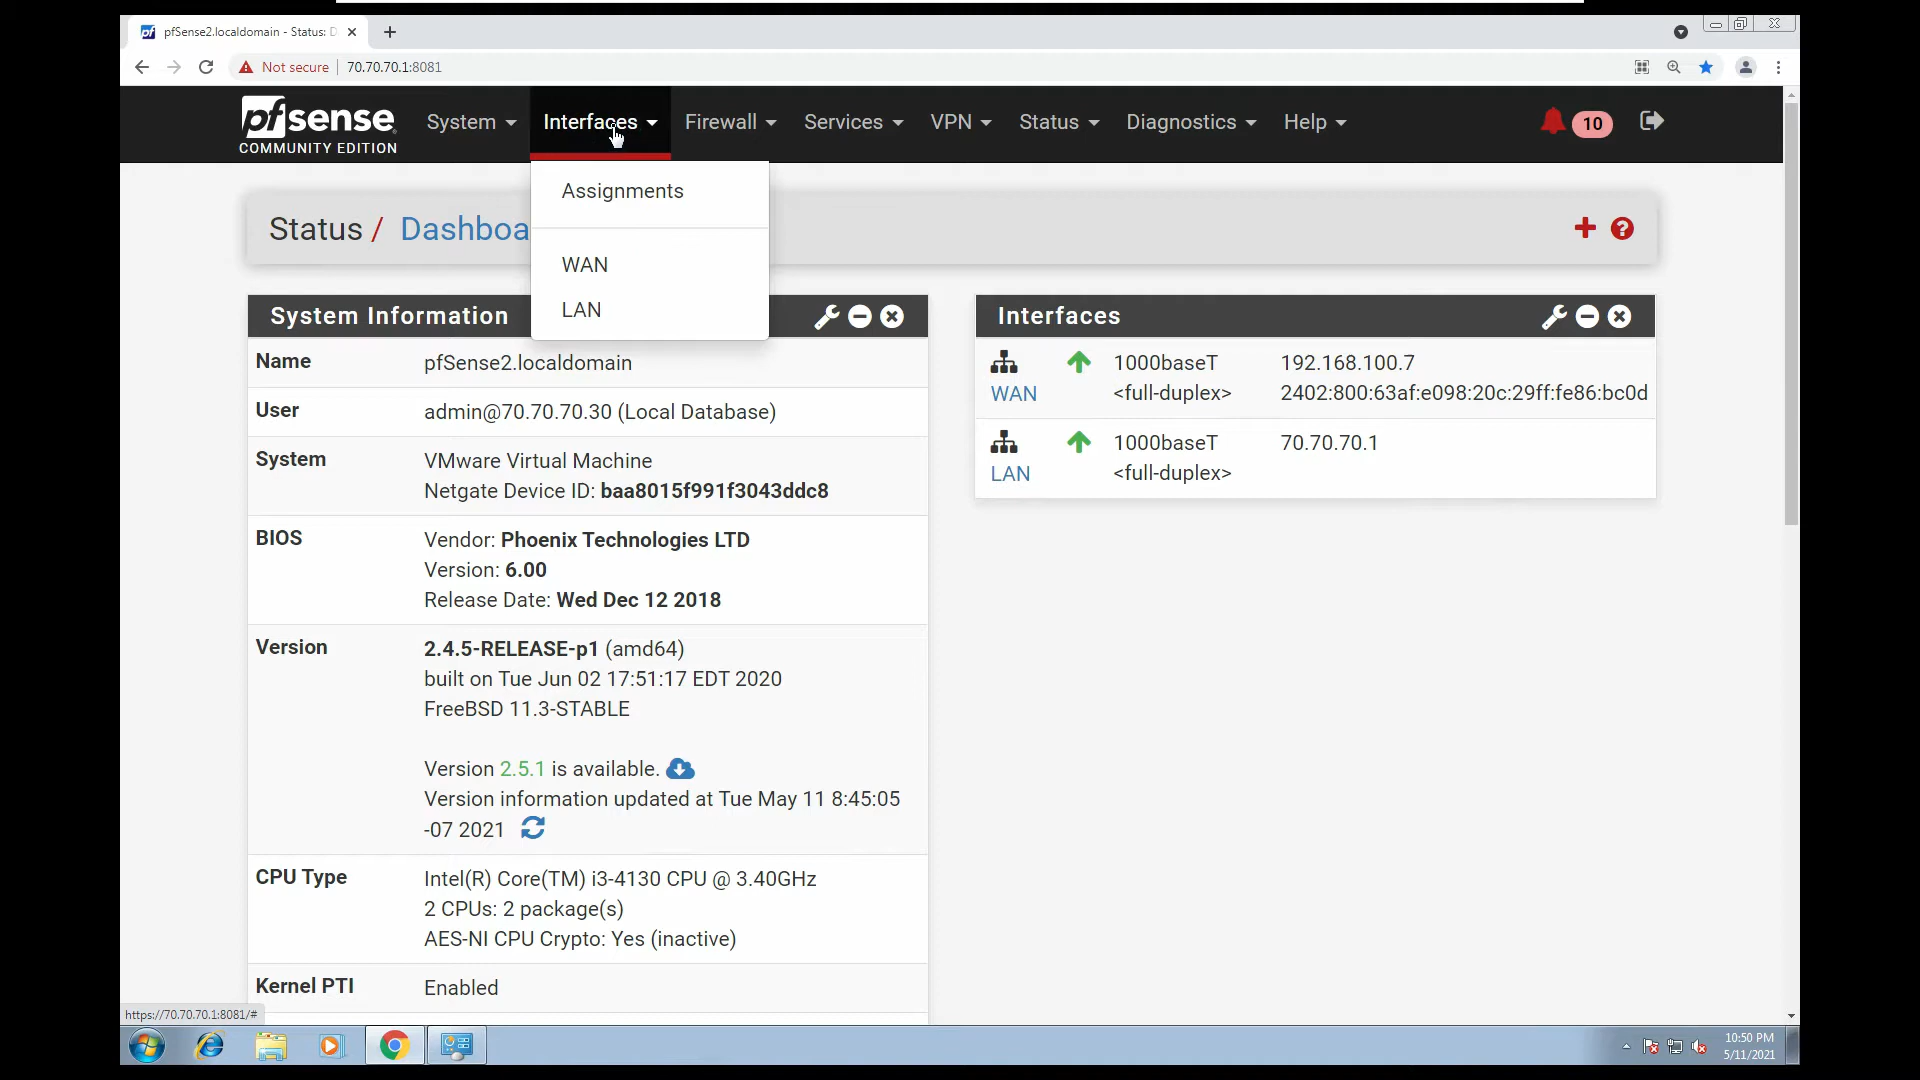 pfSense2.localdomain - Status: D
Not secure
70.70.70.1:8081
pfsense
COMMUNITY EDITION
System
Interfaces
Firewall
Services
VPN
Status
Diagnostics
Help
10
Assignments
WAN
LAN
Status / Dashboa
System Information
Name
pfSense2.localdomain
User
admin@70.70.70.30 (Local Database)
System
VMware Virtual Machine
Netgate Device ID: baa8015f991f3043ddc8
BIOS
Vendor: Phoenix Technologies LTD
Version: 6.00
Release Date: Wed Dec 12 2018
Version
2.4.5-RELEASE-p1 (amd64)
built on Tue Jun 02 17:51:17 EDT 2020
FreeBSD 11.3-STABLE
Version 2.5.1 is available.
Version information updated at Tue May 11 8:45:05
-07 2021
CPU Type
Intel(R) Core(TM) i3-4130 CPU @ 3.40GHz
2 CPUs: 2 package(s)
AES-NI CPU Crypto: Yes (inactive)
Kernel PTI
Enabled
Interfaces
WAN
1000baseT
<full-duplex>
192.168.100.7
2402:800:63af:e098:20c:29ff:fe86:bc0d
LAN
1000baseT
<full-duplex>
70.70.70.1
https://70.70.70.1:8081/#
10:50 PM
5/11/2021